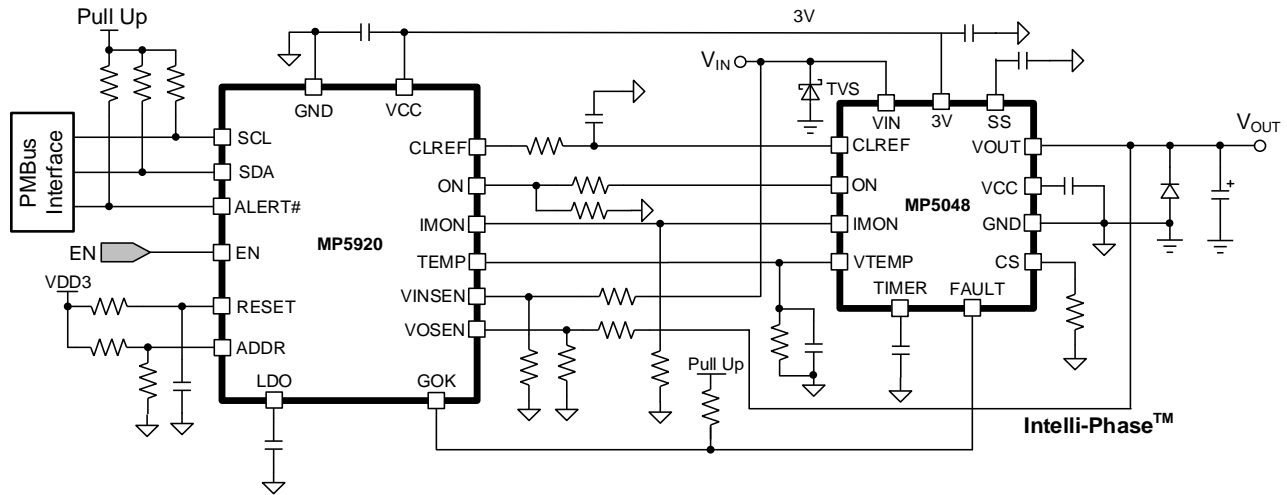 Pull Up
3V
VIN
TVS
GND
VCC
VIN
3V
SS
PMBus
Interface
SCL
SDA
ALERT#
EN
EN
VDD3
RESET
ADDR
LDO
GOK
MP5920
CLREF
ON
IMON
TEMP
VINSEN
VOSEN
CLREF
ON
IMON
VTEMP
TIMER
FAULT
MP5048
VOUT
VCC
GND
CS
VOUT
+
Pull Up
Intelli-Phase™